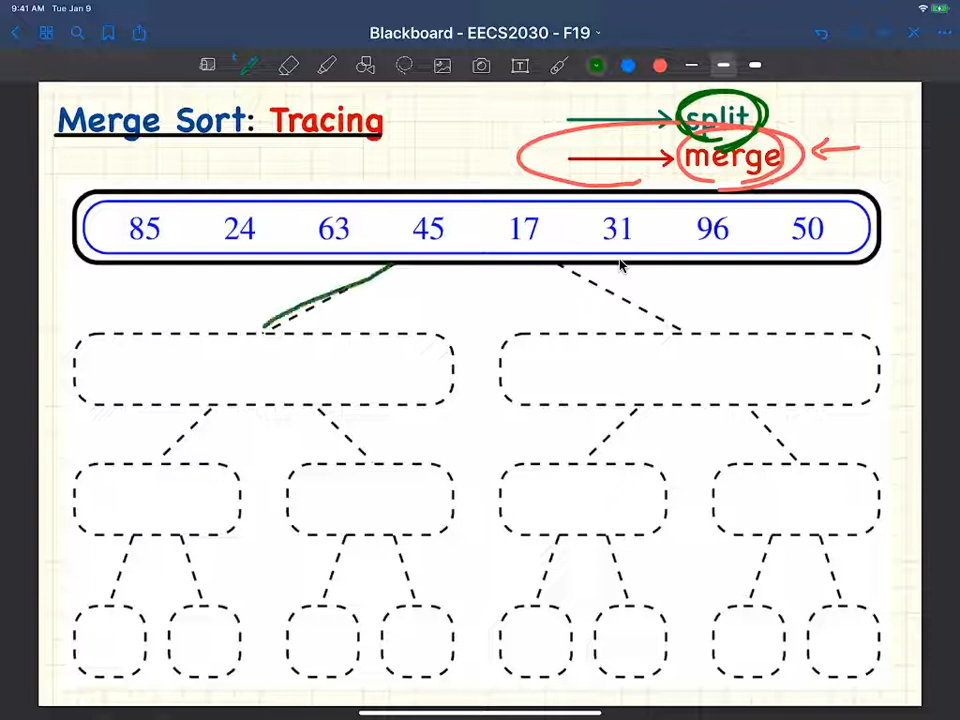 9:41 AM Tue Jan 9
Blackboard - EECS2030 - F19
Merge Sort: Tracing
split
merge
85 24 63 45 17 31 96 50